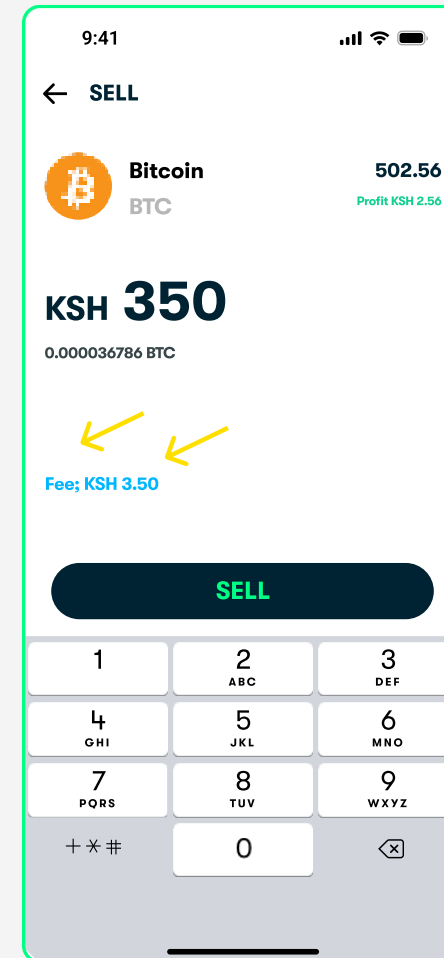 9:41
SELL
Bitcoin 502.56
BTC Profit KSH 2.56
KSH 350
0.000036786 BTC
Fee; KSH 3.50
SELL
1 2 3
ABC DEF
4 5 6
GHI JKL MNO
7 8 9
PQRS TUV WXYZ
+*# 0